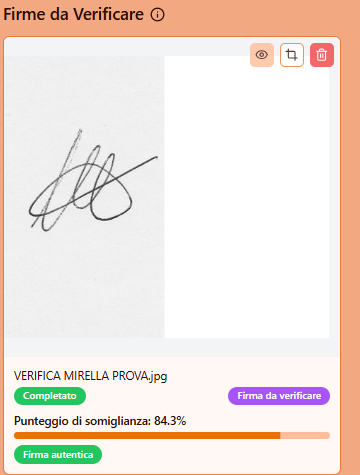 Firme da Verificare
VERIFICA MIRELLA PROVA.jpg
Completato
Firma da verificare
Punteggio di somiglianza: 84.3%
Firma autentica